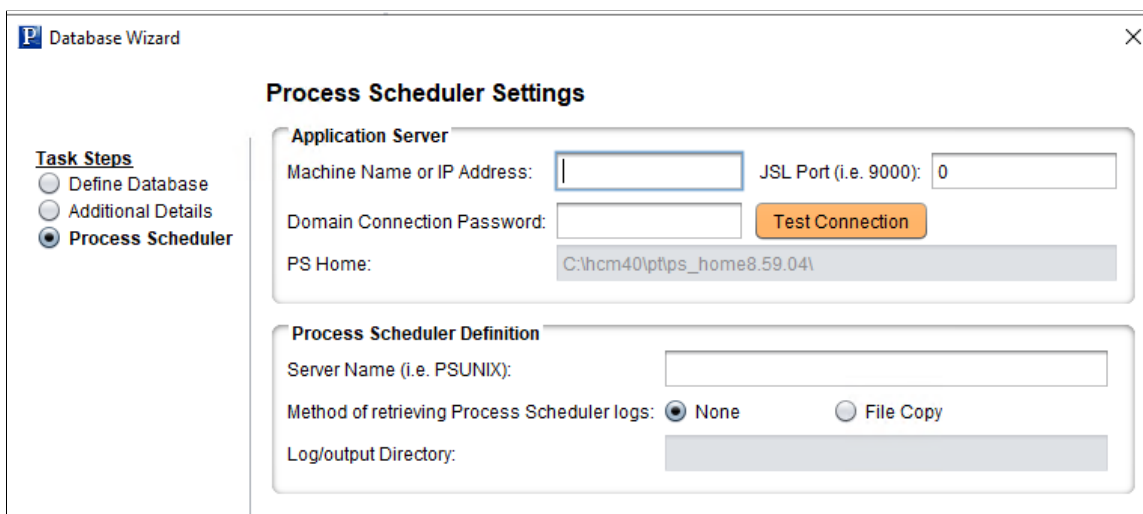 P Database Wizard
Process Scheduler Settings
Task Steps
Define Database
Additional Details
Process Scheduler
Application Server
Machine Name or IP Address: JSL Port (i.e. 9000): 0
Domain Connection Password: Test Connection
PS Home: C:\hcm40\pt\ps_home8.59.04\
Process Scheduler Definition
Server Name (i.e. PSUNIX):
Method of retrieving Process Scheduler logs: None File Copy
Log/output Directory: